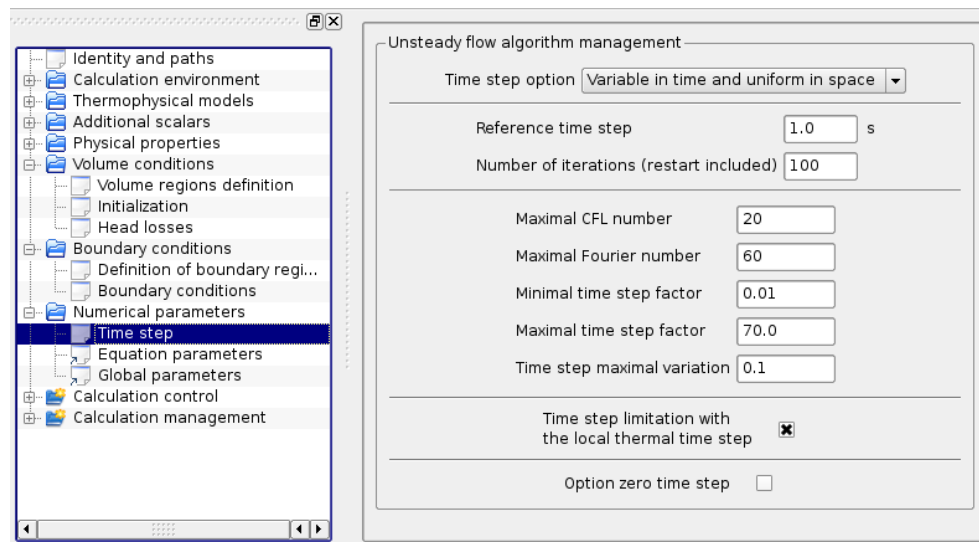 Identity and paths
Calculation environment
Thermophysical models
Additional scalars
Physical properties
Volume conditions
Volume regions definition
Initialization
Head losses
Boundary conditions
Definition of boundary regi...
Boundary conditions
Numerical parameters
Time step
Equation parameters
Global parameters
Calculation control
Calculation management
Unsteady flow algorithm management
Time step option Variable in time and uniform in space
Reference time step 1.0 s
Number of iterations (restart included) 100
Maximal CFL number 20
Maximal Fourier number 60
Minimal time step factor 0.01
Maximal time step factor 70.0
Time step maximal variation 0.1
Time step limitation with
the local thermal time step
Option zero time step